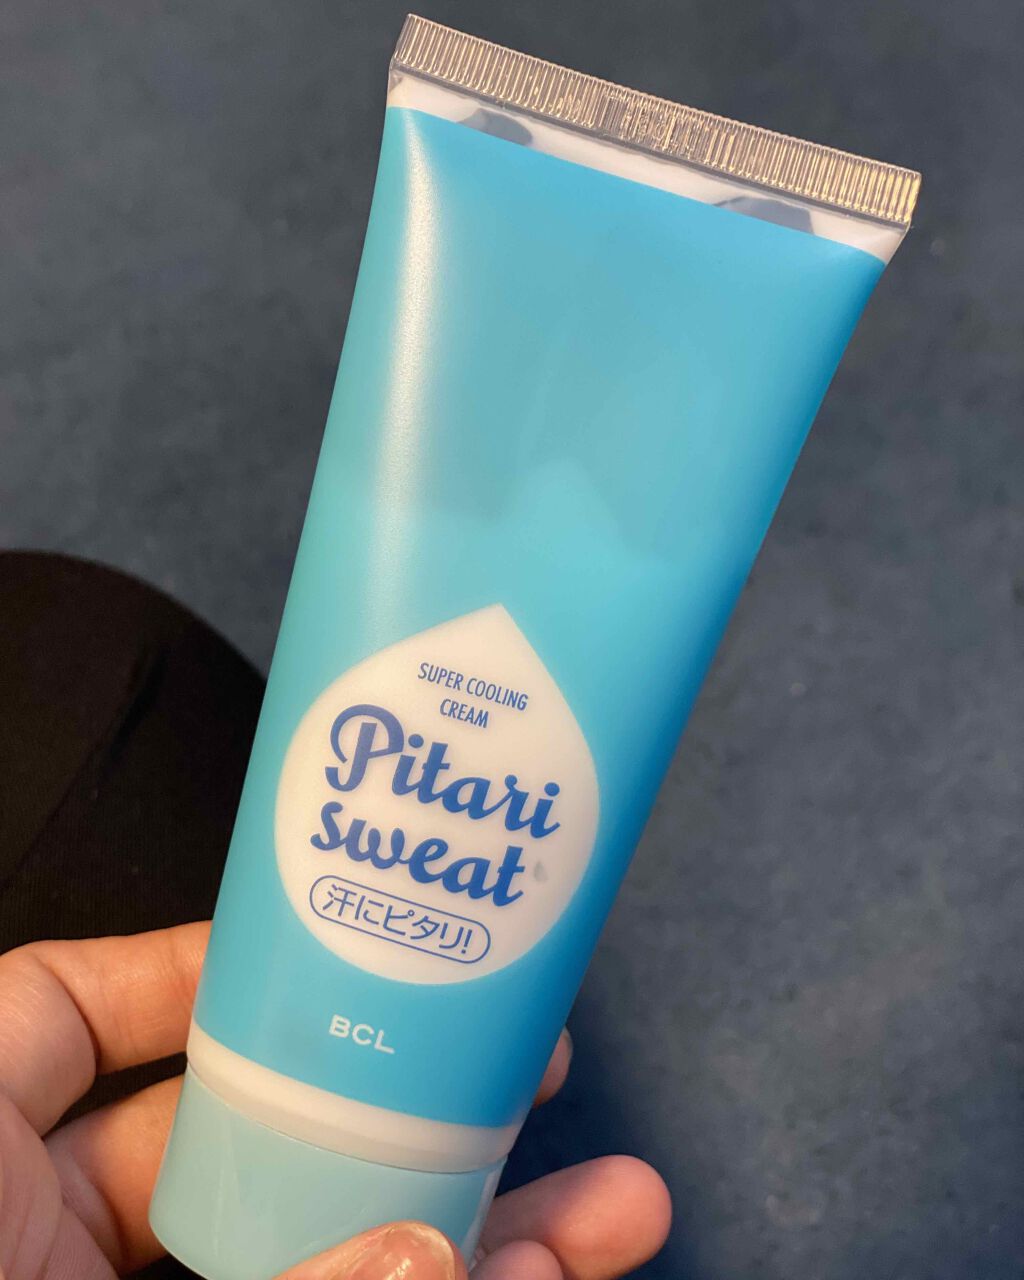 SUPER COOLING
CREAM
Pitari
sweat
汗にピタリ!
BCL